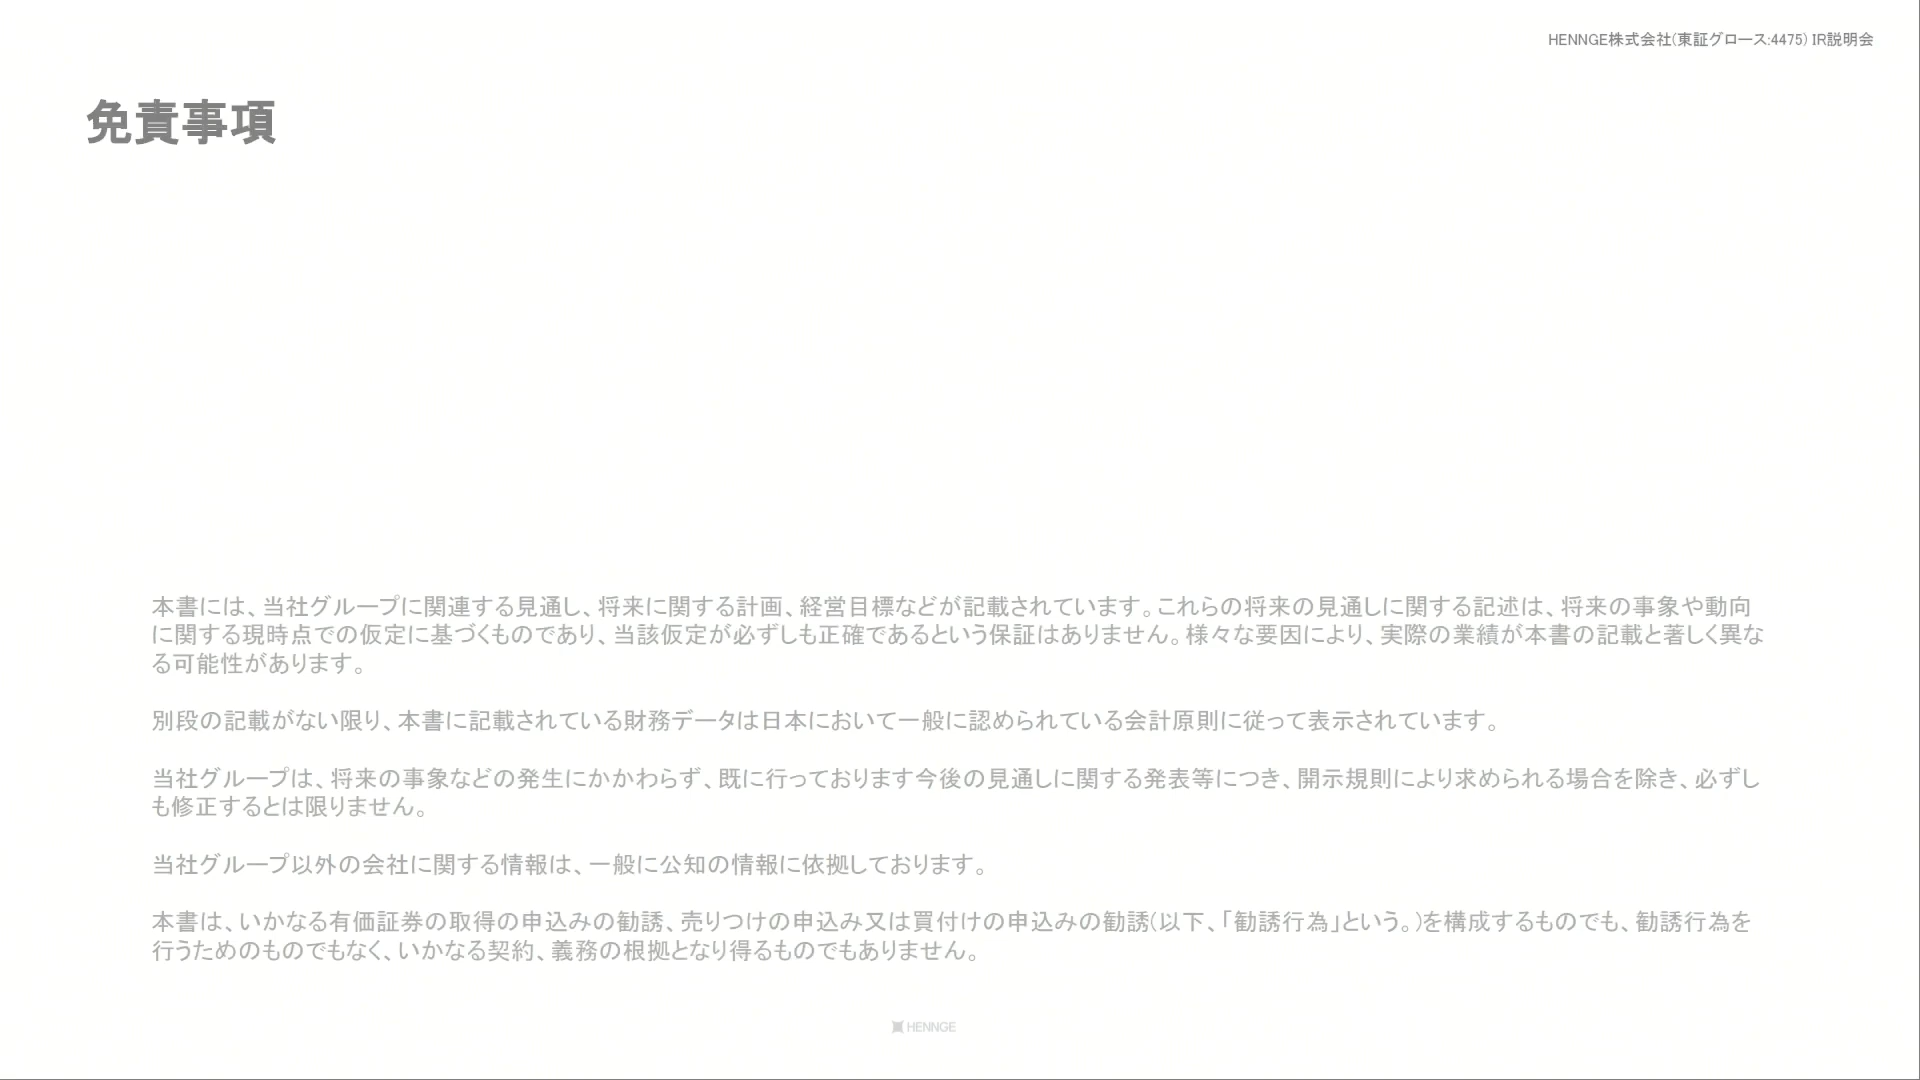 HENNGE株式会社(東証グロース:4475) IR説明会
免責事項
本書には、当社グループに関連する見通し、将来に関する計画、経営目標などが記載されています。これらの将来の見通しに関する記述は、将来の事象や動向
に関する現時点での仮定に基づくものであり、当該仮定が必ずしも正確であるという保証はありません。様々な要因により、実際の業績が本書の記載と著しく異な
る可能性があります。
別段の記載がない限り、本書に記載されている財務データは日本において一般に認められている会計原則に従って表示されています。
当社グループは、将来の事象などの発生にかかわらず、既に行っております今後の見通しに関する発表等につき、開示規則により求められる場合を除き、必ずし
も修正するとは限りません。
当社グループ以外の会社に関する情報は、一般に公知の情報に依拠しております。
本書は、いかなる有価証券の取得の申込みの勧誘、売りつけの申込み又は買付けの申込みの勧誘(以下、「勧誘行為」という。)を構成するものでも、勧誘行為を
行うためのものでもなく、いかなる契約、義務の根拠となり得るものでもありません。
HENNGE